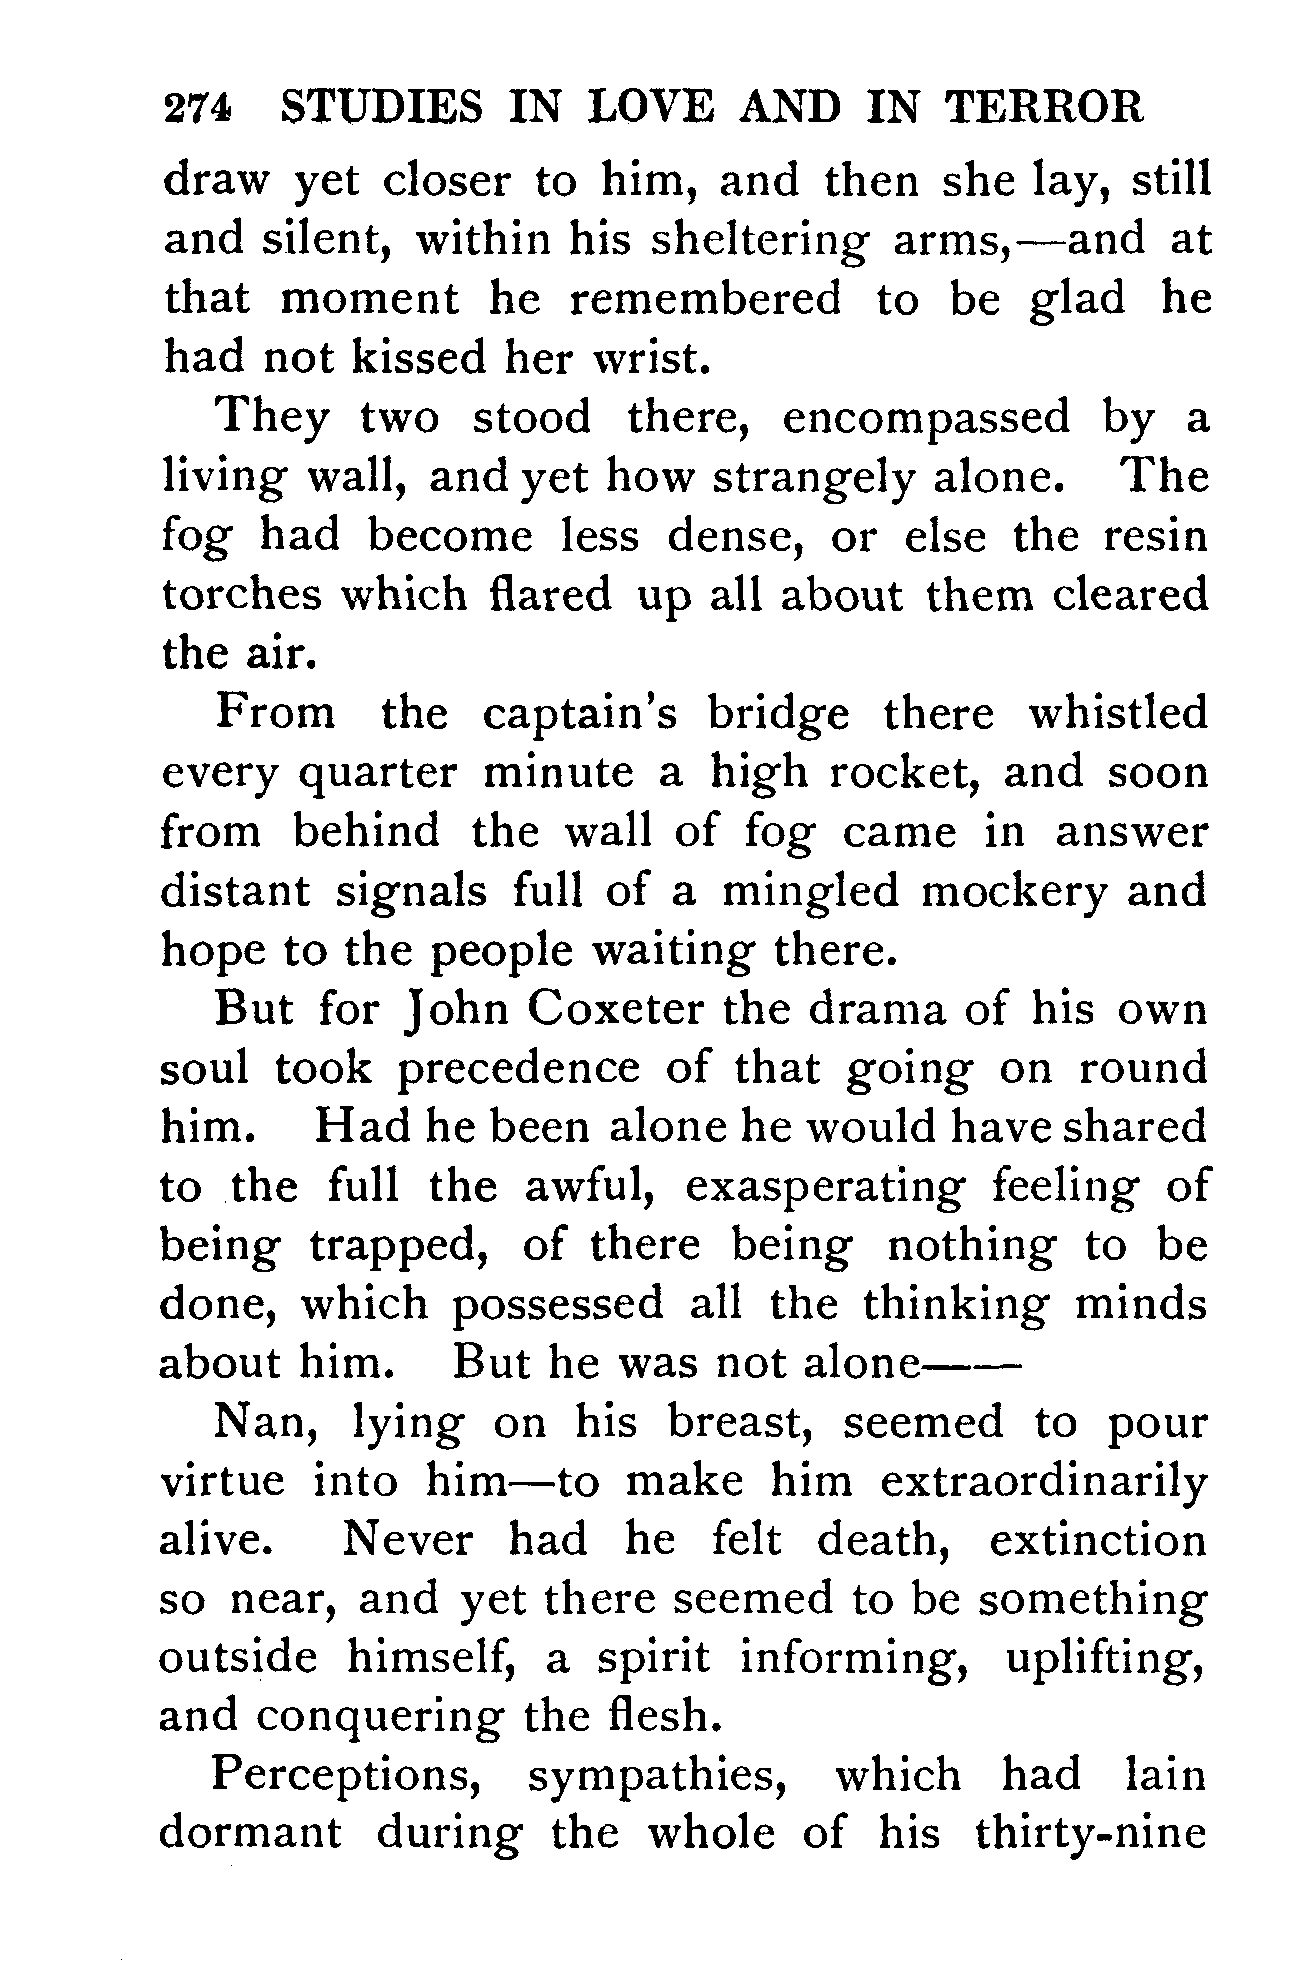 274 STUDIES IN LOVE AND IN TERROR
draw yet closer to him, and then she lay, still
and silent, within his sheltering arms,—and at
that moment he remembered to be glad he
had not kissed her wrist.
They two stood there, encompassed by a
living wall, and yet how strangely alone. The
fog had become less dense, or else the resin
torches which flared up all about them cleared
the air.
From the captain's bridge there whistled
every quarter minute a high rocket, and soon
from behind the wall of fog came in answer
distant signals full of a mingled mockery and
hope to the people waiting there.
But for John Coxeter the drama of his own
soul took precedence of that going on round
him. Had he been alone he would have shared
to the full the awful, exasperating feeling of
being trapped, of there being nothing to be
done, which possessed all the thinking minds
about him. But he was not alone——
Nan, lying on his breast, seemed to pour
virtue into him—to make him extraordinarily
alive. Never had he felt death, extinction
so near, and yet there seemed to be something
outside himself, a spirit informing, uplifting,
and conquering the flesh.
Perceptions, sympathies, which had lain
dormant during the whole of his thirty-nine